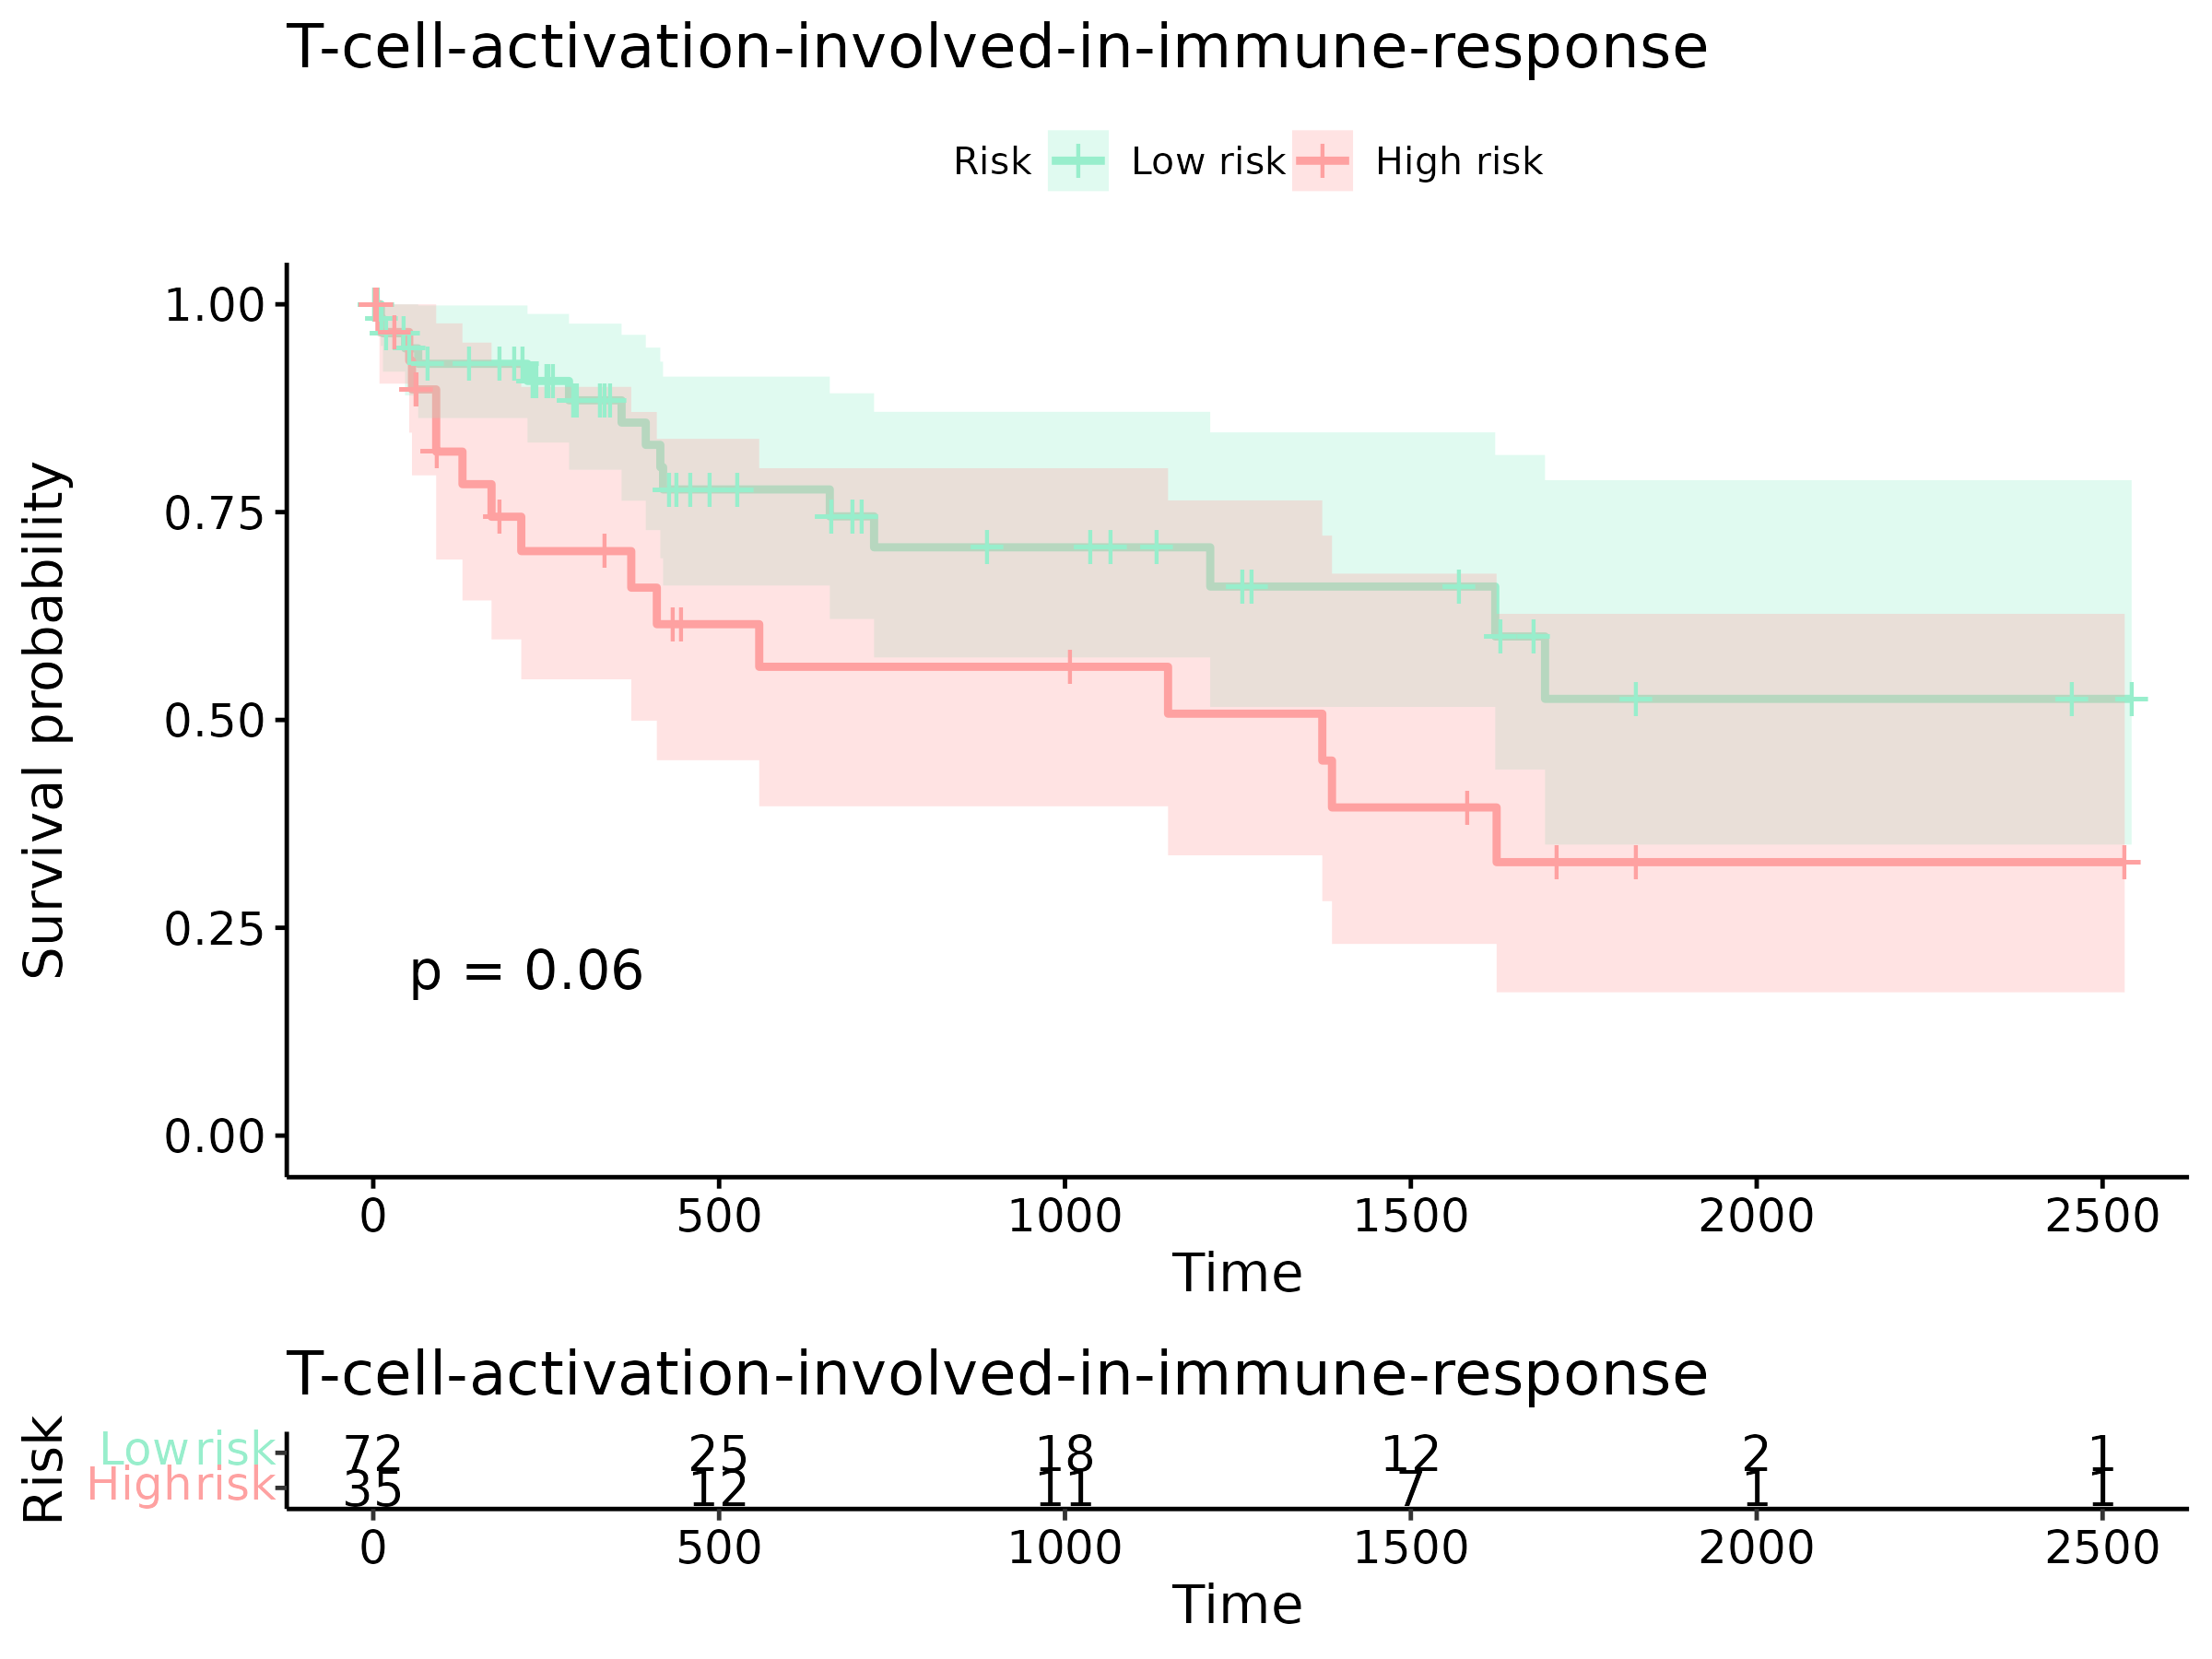 T-cell-activation-involved-in-immune-response
Risk Low risk High risk
Survival probability
1.00
0.75
0.50
0.25
0.00
p = 0.06
0 500 1000 1500 2000 2500
Time
T-cell-activation-involved-in-immune-response
Risk
Low risk 72 25 18 12 2 1
High risk 35 12 11 7 1 1
0 500 1000 1500 2000 2500
Time